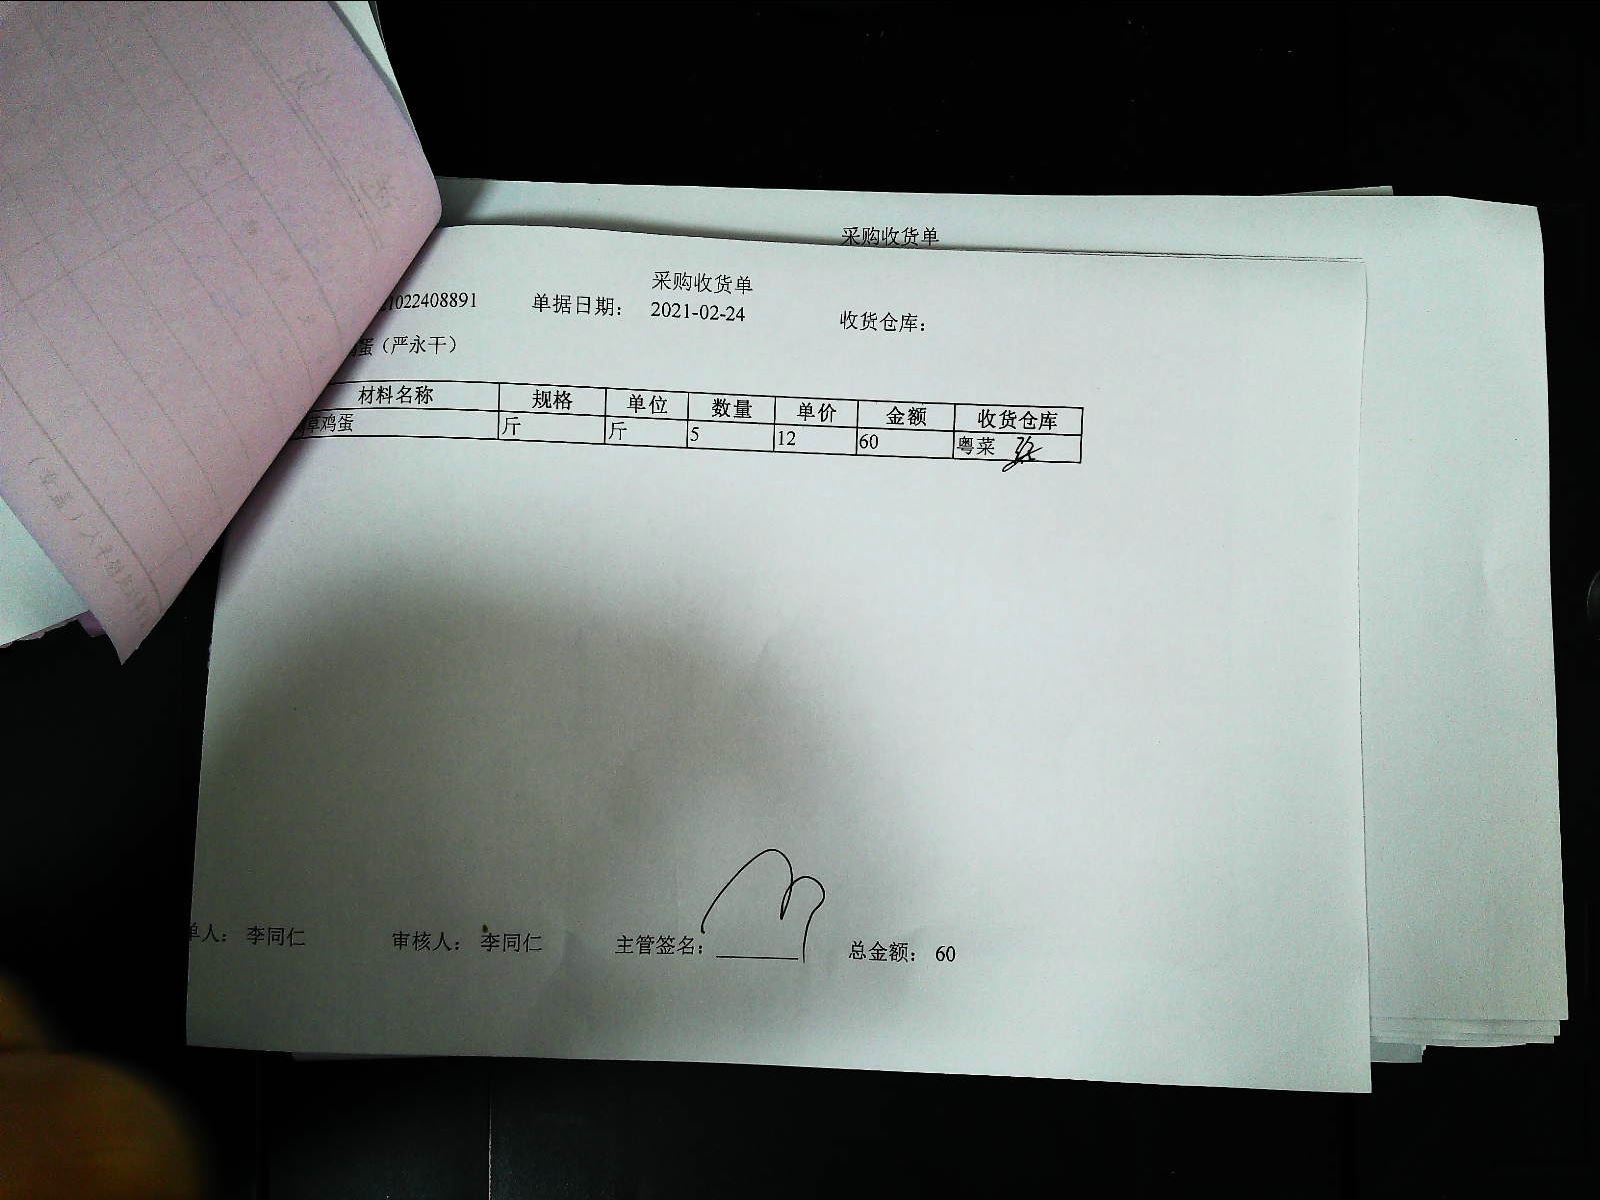 采购收货单
采购收货单
1022408891 单据日期： 2021-02-24 收货仓库：
蛋（严永干）
材料名称 规格 单位 数量 单价 金额 收货仓库
草鸡蛋 斤 斤 5 12 60 粤菜
单人： 李同仁 审核人： 李同仁 主管签名： 总金额： 60